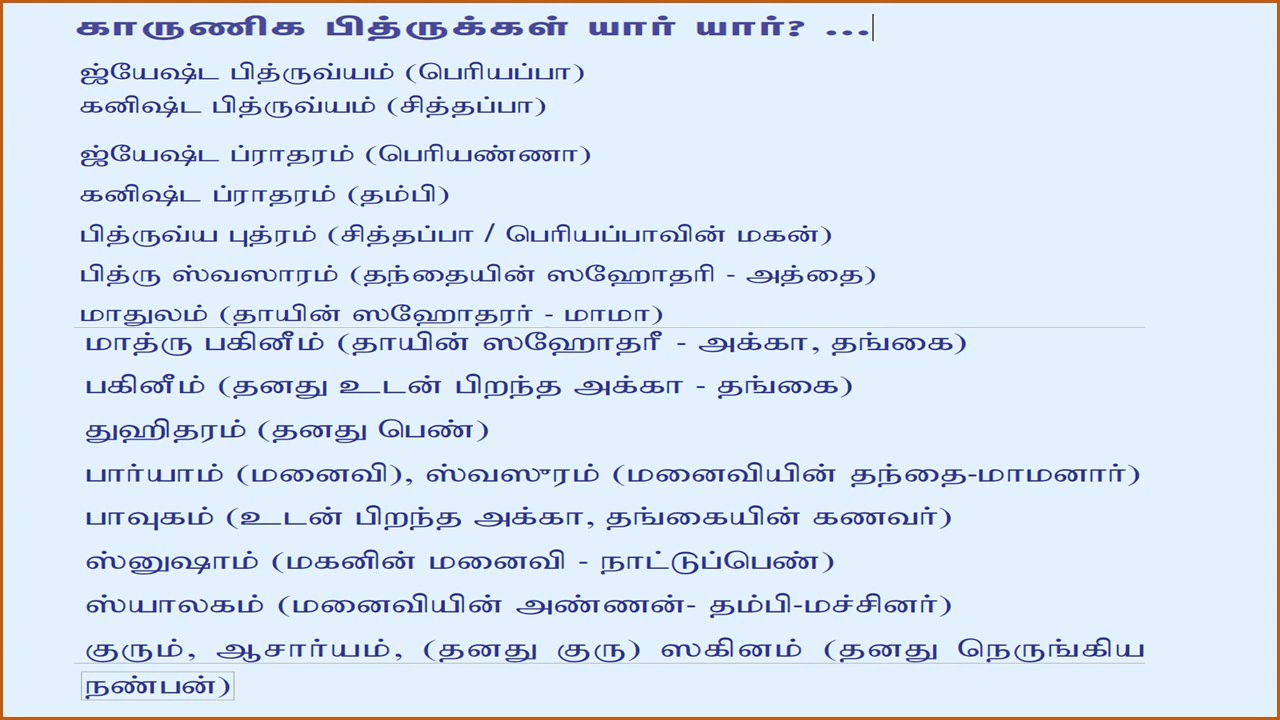 காருணிக பித்ருக்கள் யார் யார்? ...
ஜ்யேஷ்ட பித்ருவ்யம் (பெரியப்பா)
கனிஷ்ட பித்ருவ்யம் (சித்தப்பா)
ஜ்யேஷ்ட ப்ராதரம் (பெரியண்ணா)
கனிஷ்ட ப்ராதரம் (தம்பி)
பித்ருவ்ய புத்ரம் (சித்தப்பா / பெரியப்பாவின் மகன்)
பித்ரு ஸ்வஸாரம் (தந்தையின் ஸஹோதரி - அத்தை)
மாதுலம் (தாயின் ஸஹோதரர் - மாமா)
மாத்ரு பகினீம் (தாயின் ஸஹோதரீ - அக்கா, தங்கை)
பகினீம் (தனது உடன் பிறந்த அக்கா - தங்கை)
துஹிதரம் (தனது பெண்)
பார்யாம் (மனைவி), ஸ்வஸுரம் (மனைவியின் தந்தை-மாமனார்)
பாவுகம் (உடன் பிறந்த அக்கா, தங்கையின் கணவர்)
ஸ்னுஷாம் (மகனின் மனைவி - நாட்டுப்பெண்)
ஸ்யாலகம் (மனைவியின் அண்ணன்- தம்பி-மச்சினர்)
குரும், ஆசார்யம், (தனது குரு) ஸகினம் (தனது நெருங்கிய
நண்பன்)